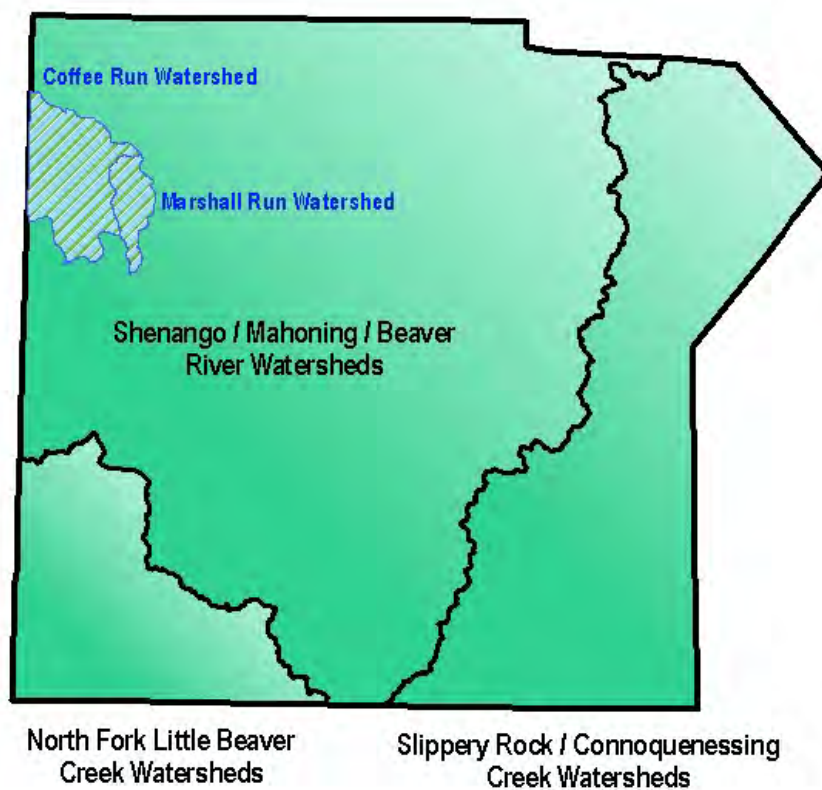 Coffee Run Watershed
Marshall Run Watershed
Shenango / Mahoning / Beaver
River Watersheds
North Fork Little Beaver
Creek Watersheds
Slippery Rock / Connoquenessing
Creek Watersheds